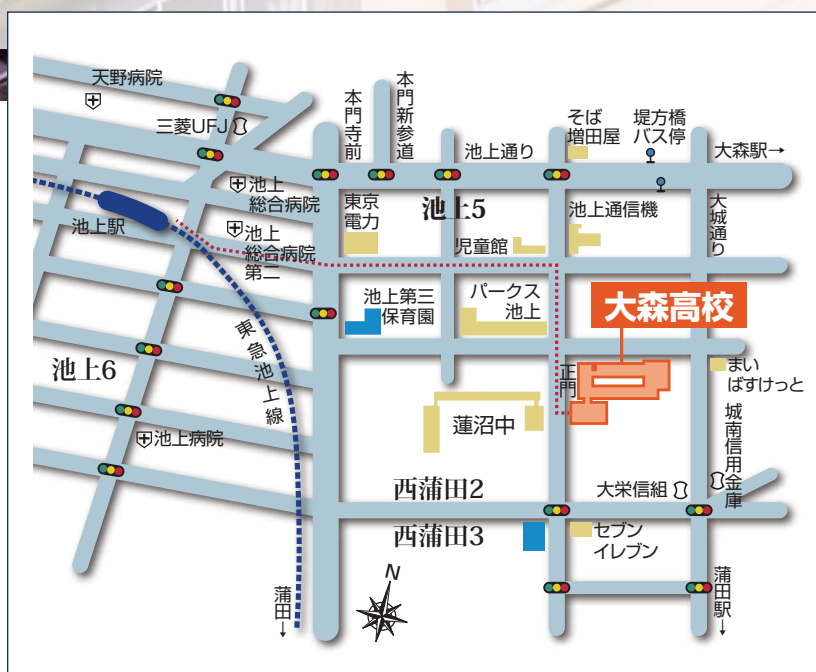 天野病院
三菱UFJ
本門寺前
本門新参道
池上通り
そば
増田屋
堤方橋
バス停
大森駅→
池上
総合病院
東京
電力
池上5
池上通信機
大城通り
池上駅
池上
総合病院
第二
児童館
池上第三
保育園
パークス
池上
大森高校
池上6
東急池上線
正門
まい
ばすけっと
池上病院
蓮沼中
城南信用金庫
西蒲田2
大栄信組
西蒲田3
セブン
イレブン
N
蒲田→
蒲田駅→